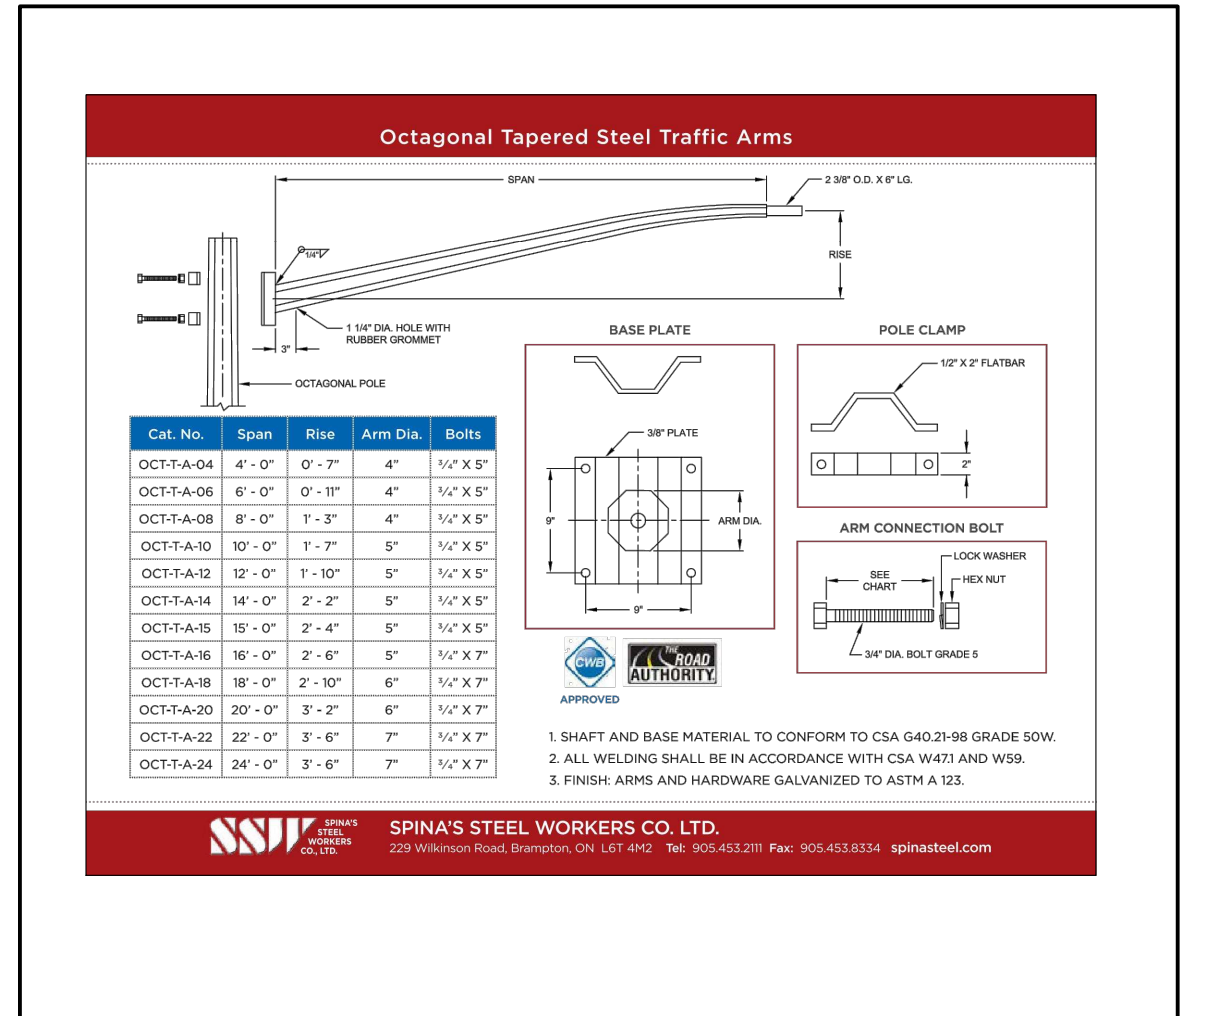 Octagonal Tapered Steel Traffic Arms
SPAN
2 3/8" O.D. X 6" LG.
1/4"
RISE
1 1/4" DIA. HOLE WITH
RUBBER GROMMET
3"
OCTAGONAL POLE
BASE PLATE
3/8" PLATE
9"
ARM DIA.
9"
POLE CLAMP
1/2" X 2" FLATBAR
2"
ARM CONNECTION BOLT
LOCK WASHER
SEE
CHART
HEX NUT
3/4" DIA. BOLT GRADE 5
Cat. No. Span Rise Arm Dia. Bolts
OCT-T-A-04 4' - 0" 0' - 7" 4" 3/4" X 5"
OCT-T-A-06 6' - 0" 0' - 11" 4" 3/4" X 5"
OCT-T-A-08 8' - 0" 1' - 3" 4" 3/4" X 5"
OCT-T-A-10 10' - 0" 1' - 7" 5" 3/4" X 5"
OCT-T-A-12 12' - 0" 1' - 10" 5" 3/4" X 5"
OCT-T-A-14 14' - 0" 2' - 2" 5" 3/4" X 5"
OCT-T-A-15 15' - 0" 2' - 4" 5" 3/4" X 5"
OCT-T-A-16 16' - 0" 2' - 6" 5" 3/4" X 7"
OCT-T-A-18 18' - 0" 2' - 10" 6" 3/4" X 7"
OCT-T-A-20 20' - 0" 3' - 2" 6" 3/4" X 7"
OCT-T-A-22 22' - 0" 3' - 6" 7" 3/4" X 7"
OCT-T-A-24 24' - 0" 3' - 6" 7" 3/4" X 7"
CWB
APPROVED
THE
ROAD
AUTHORITY
1. SHAFT AND BASE MATERIAL TO CONFORM TO CSA G40.21-98 GRADE 50W.
2. ALL WELDING SHALL BE IN ACCORDANCE WITH CSA W47.1 AND W59.
3. FINISH: ARMS AND HARDWARE GALVANIZED TO ASTM A 123.
SSW
SPINA'S
STEEL
WORKERS
CO., LTD.
SPINA'S STEEL WORKERS CO. LTD.
229 Wilkinson Road, Brampton, ON L6T 4M2 Tel: 905.453.2111 Fax: 905.453.8334 spinasteel.com